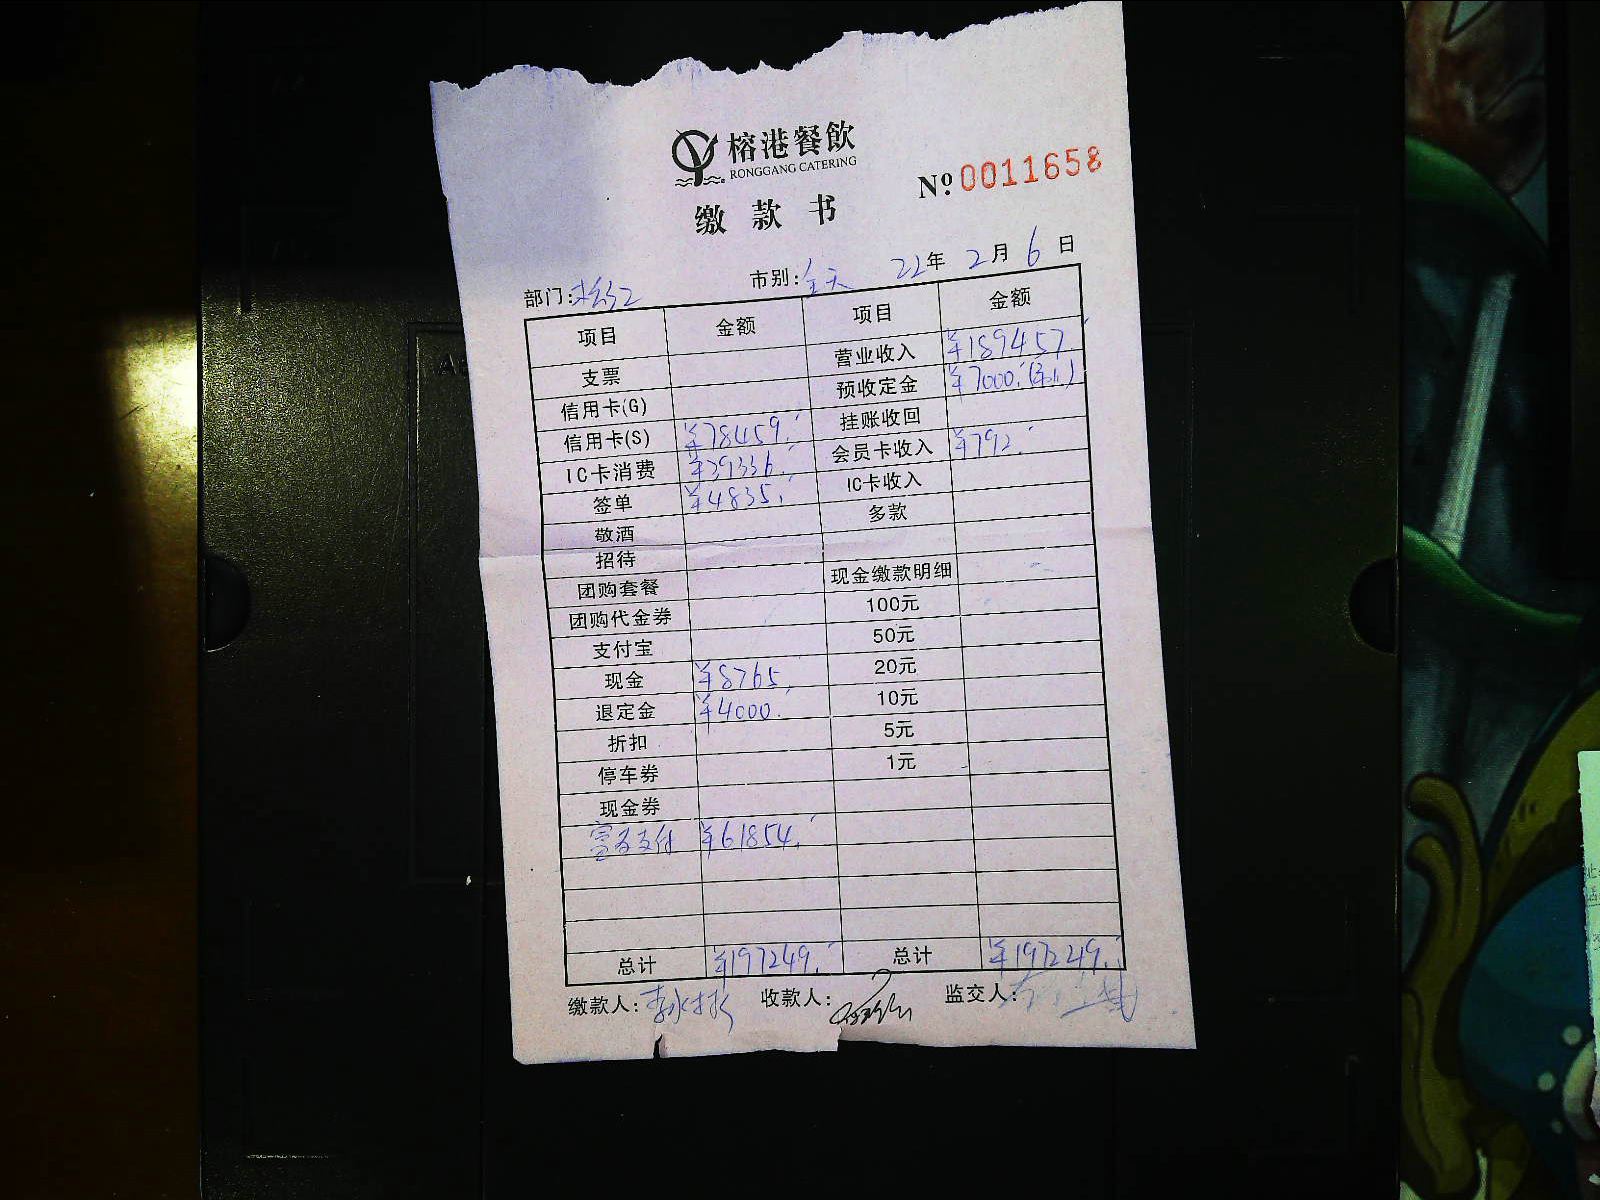 榕港餐飲
RONGGANG CATERING
缴款书
№0011658
部门: 市别:全天 22年2月6日
项目 金额 项目 金额
支票 营业收入 ¥189457
信用卡(G) 预收定金 ¥7000.
信用卡(S) ¥78459. 挂账收回
IC卡消费 ¥39336. 会员卡收入 ¥792.
签单 ¥4835. IC卡收入
敬酒 多款
招待
团购套餐 现金缴款明细
团购代金券 100元
支付宝 50元
现金 ¥8765. 20元
退定金 ¥4000. 10元
折扣 5元
停车券 1元
现金券
富友支付 ¥61854.
总计 ¥197249. 总计 ¥197249.
缴款人: 收款人: 监交人: